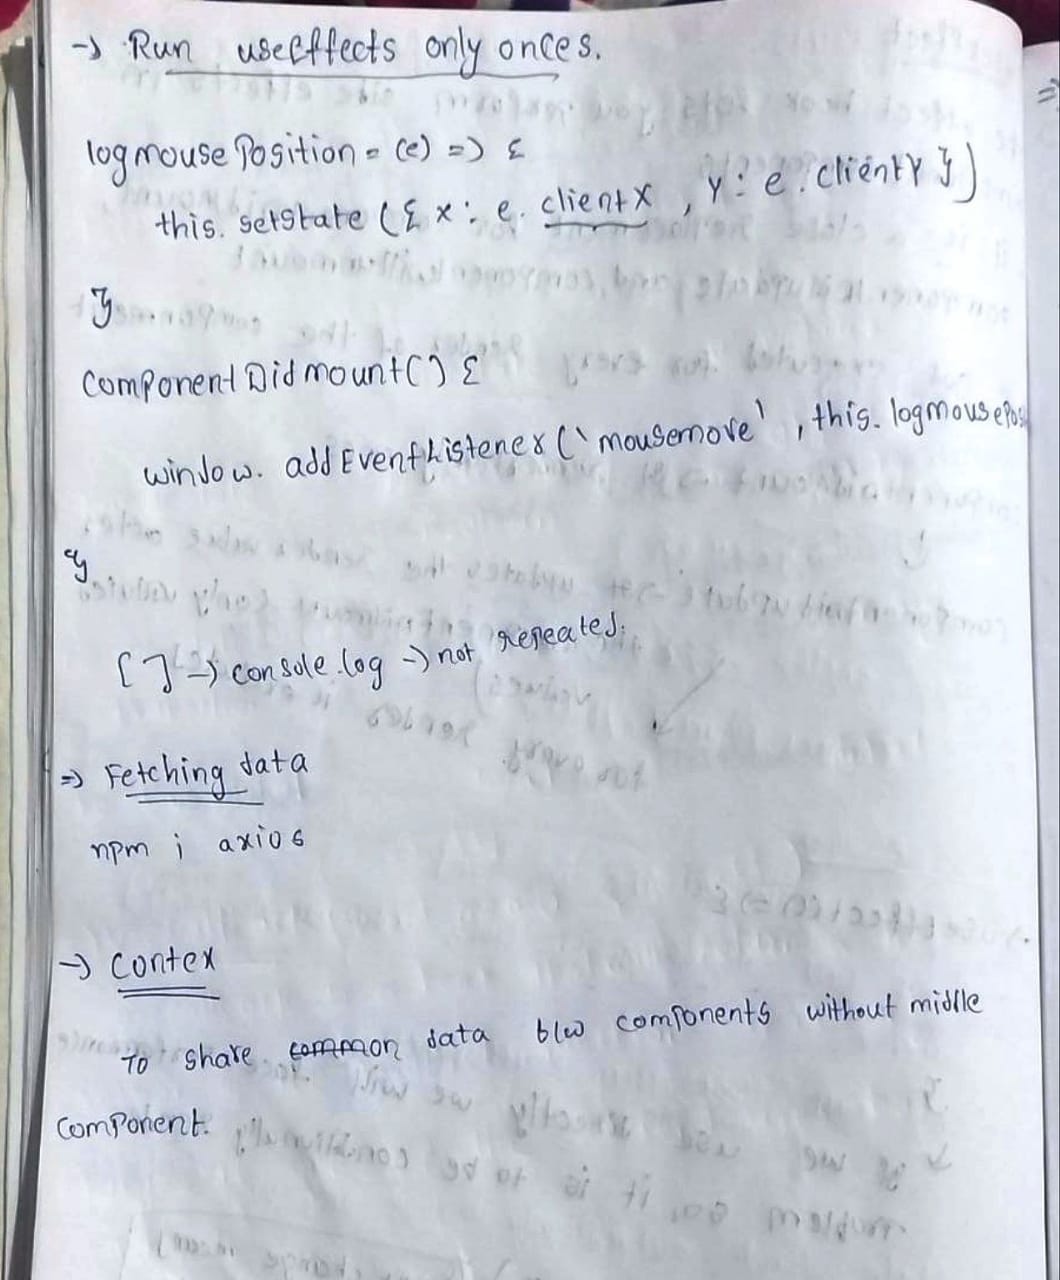 -> Run useEffects only onces.
logmousePosition = (e) => {
this. setState ({ x : e. clientX , Y : e. clientY })
}
ComponentDidmount() {
window. addEventListener ('mousemove' , this. logmousePos
}
[ ] -> console.log -> not repeated.
=> Fetching data
npm i axios
-> Contex
To share common data b/w components without middle
Component.